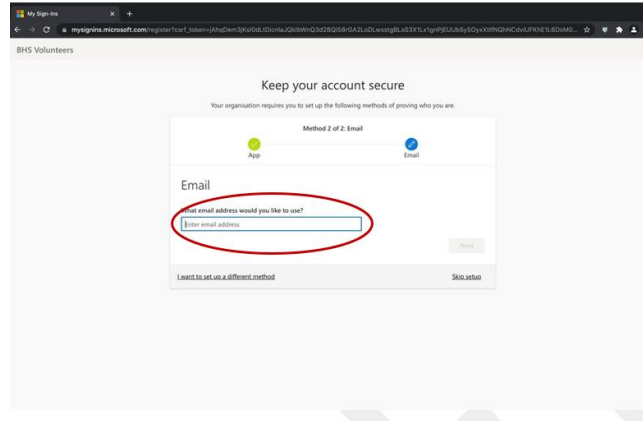 My Sign-Ins
mysignins.microsoft.com/register?csrf_token=
BHS Volunteers
Keep your account secure
Your organisation requires you to set up the following methods of proving who you are.
Method 2 of 2: Email
App
Email
Email
What email address would you like to use?
Enter email address
Next
I want to set up a different method
Skip setup